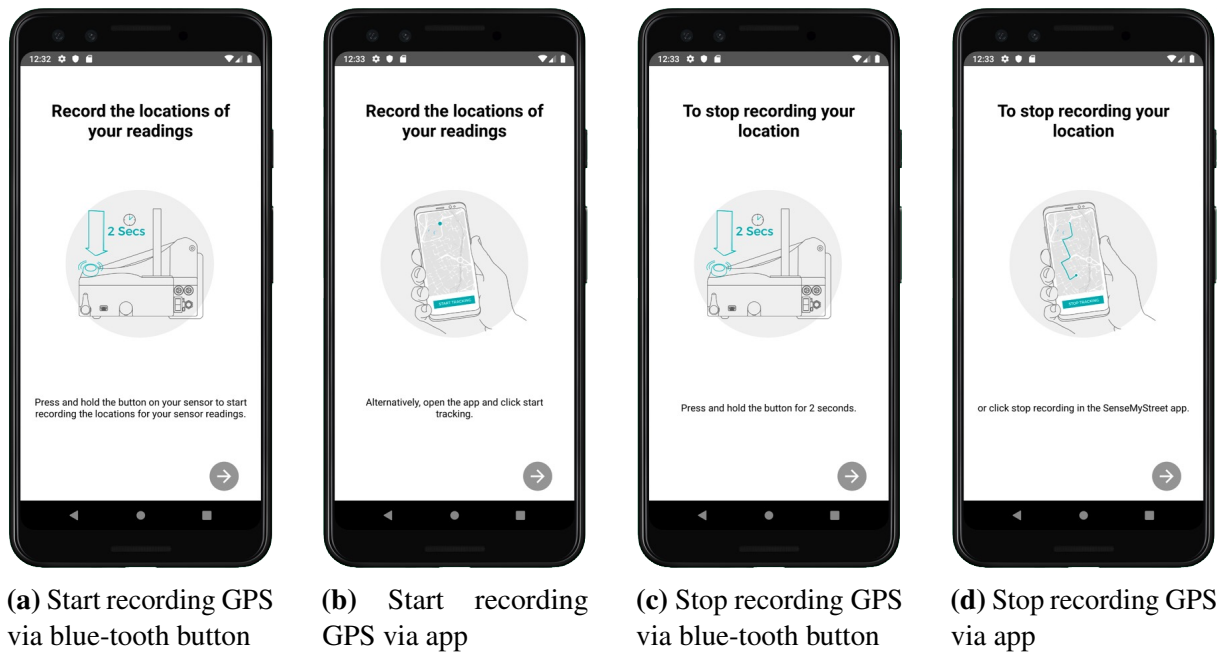 12:32
Record the locations of
your readings
2 Secs
Press and hold the button on your sensor to start
recording the locations for your sensor readings.
(a) Start recording GPS
via blue-tooth button
12:33
Record the locations of
your readings
START TRACKING
Alternatively, open the app and click start
tracking.
(b) Start recording
GPS via app
12:33
To stop recording your
location
2 Secs
Press and hold the button for 2 seconds.
(c) Stop recording GPS
via blue-tooth button
12:33
To stop recording your
location
STOP TRACKING
or click stop recording in the SenseMyStreet app.
(d) Stop recording GPS
via app